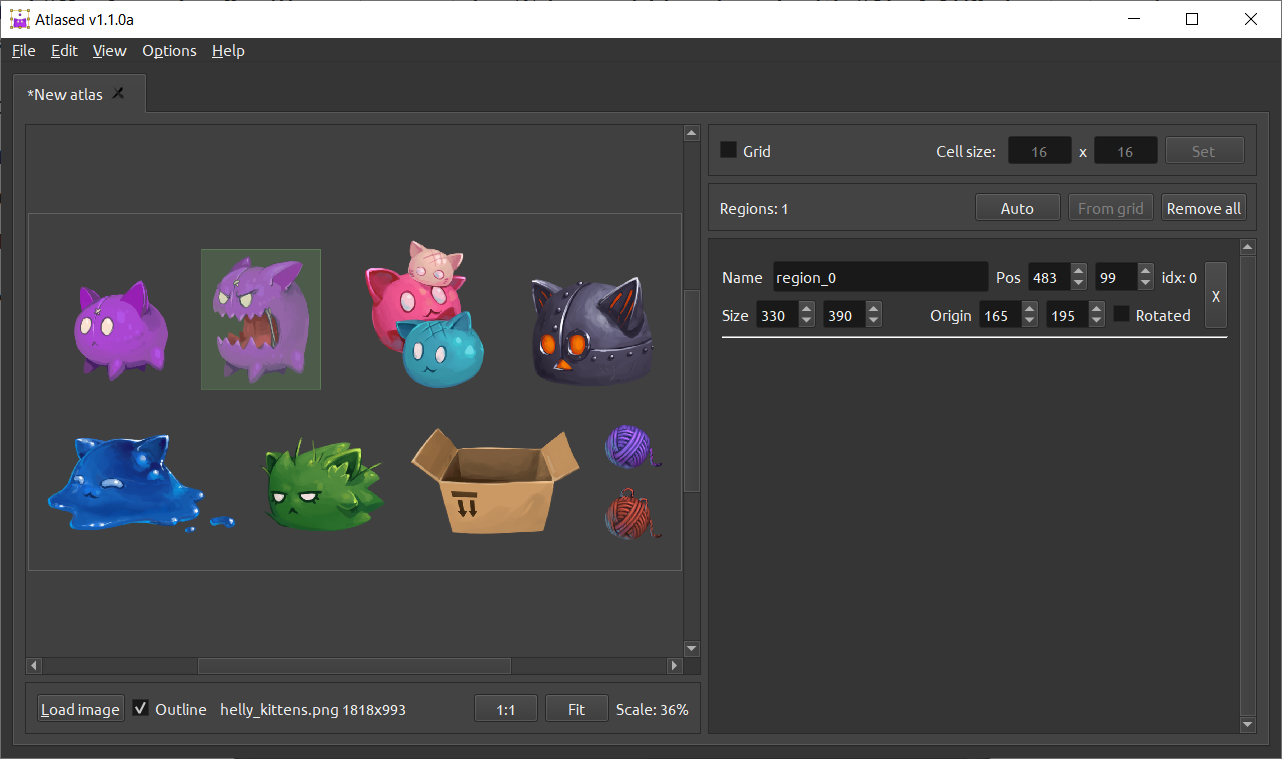 Atlased v1.1.0a
File Edit View Options Help
*New atlas
Grid Cell size: 16 x 16 Set
Regions: 1 Auto From grid Remove all
Name region_0 Pos 483 99 idx: 0 X
Size 330 390 Origin 165 195 Rotated
Load image Outline helly_kittens.png 1818x993 1:1 Fit Scale: 36%